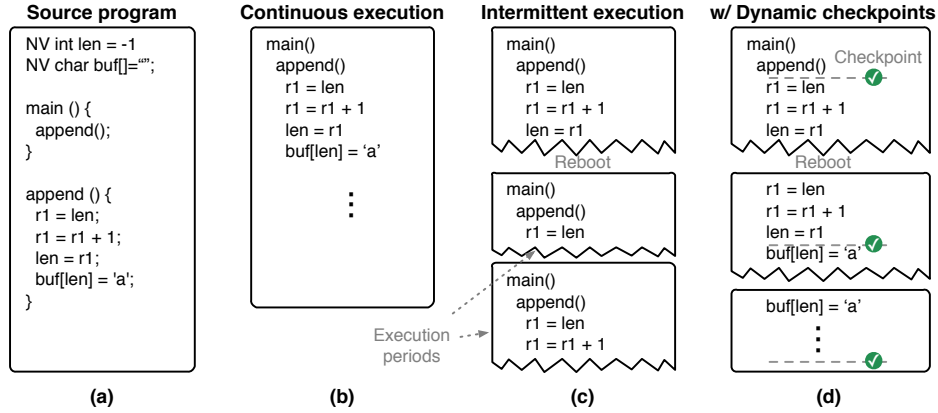 Source program
NV int len = -1
NV char buf[]=“”;
main () {
append();
}
append () {
r1 = len;
r1 = r1 + 1;
len = r1;
buf[len] = 'a';
}
(a)
Continuous execution
main()
append()
r1 = len
r1 = r1 + 1
len = r1
buf[len] = ‘a’
(b)
Intermittent execution
main()
append()
r1 = len
r1 = r1 + 1
len = r1
Reboot
main()
append()
r1 = len
main()
append()
r1 = len
r1 = r1 + 1
Execution
periods
(c)
w/ Dynamic checkpoints
main()
append()
Checkpoint
r1 = len
r1 = r1 + 1
len = r1
Reboot
r1 = len
r1 = r1 + 1
len = r1
buf[len] = ‘a’
buf[len] = ‘a’
(d)